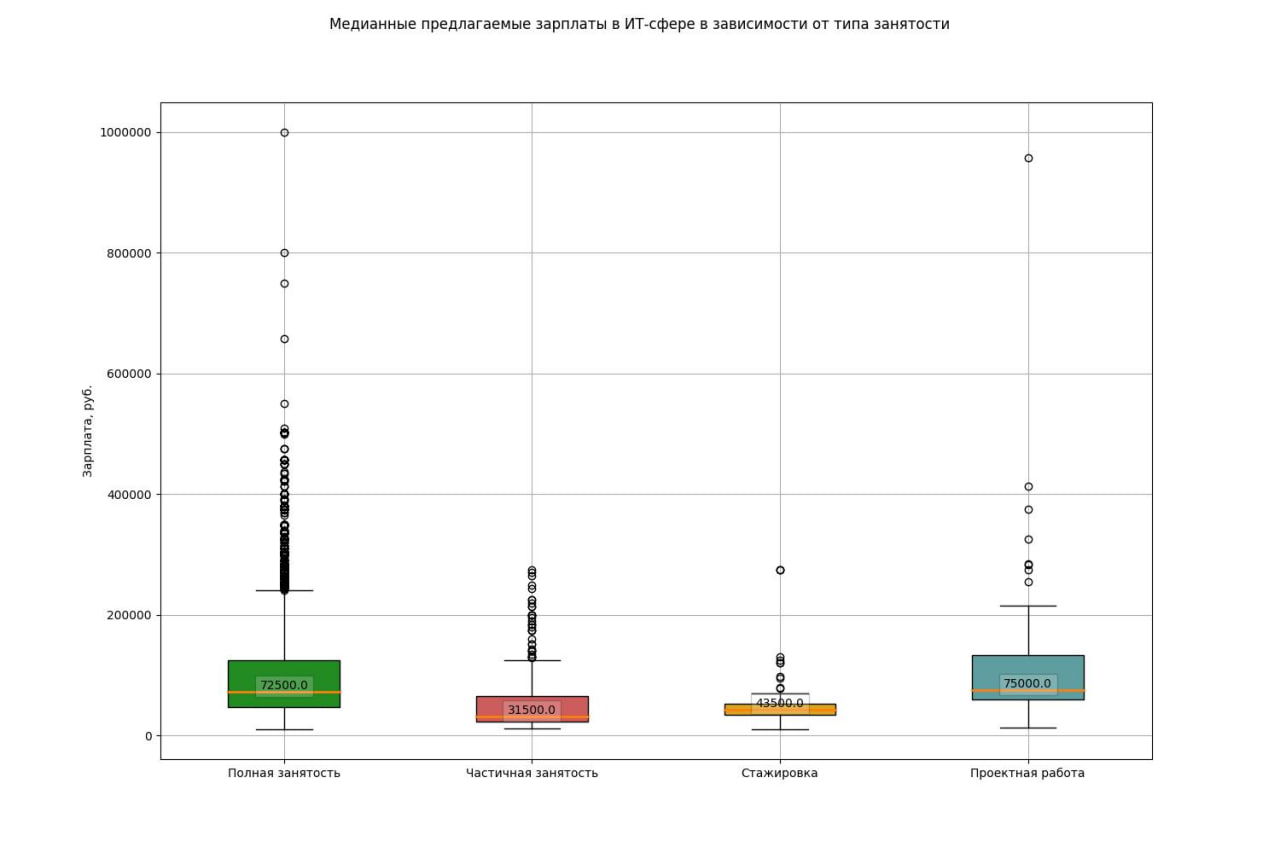 Медианные предлагаемые зарплаты в ИТ-сфере в зависимости от типа занятости
1000000
800000
600000
400000
200000
0
Зарплата, руб.
72500.0
31500.0
43500.0
75000.0
Полная занятость
Частичная занятость
Стажировка
Проектная работа